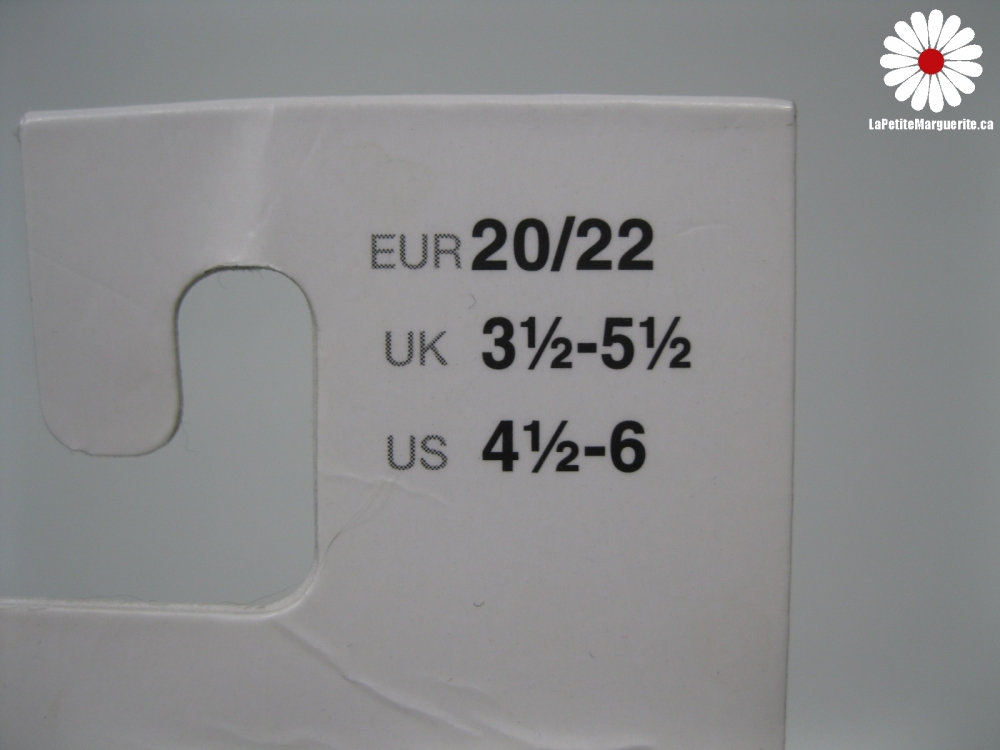 LaPetiteMarguerite.ca
EUR 20/22
UK 3½-5½
US 4½-6